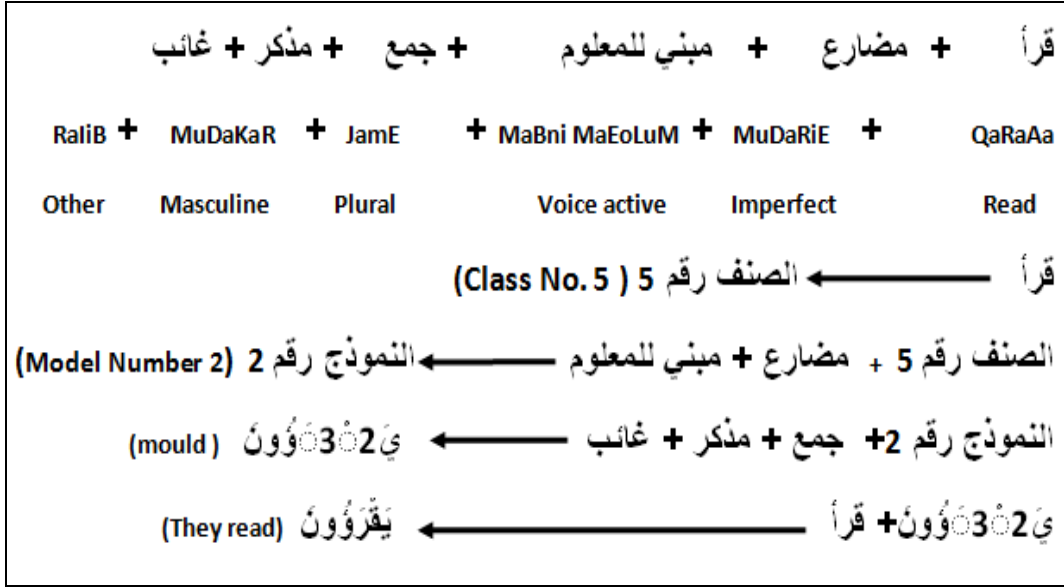 قرأ + مضارع + مبني للمعلوم + جمع + مذكر + غائب
RaIiB + MuDaKaR + JamE + MaBni MaEoLuM + MuDaRiE + QaRaAa
Other Masculine Plural Voice active Imperfect Read
قرأ ← الصنف رقم 5 (Class No. 5 )
الصنف رقم 5 + مضارع + مبني للمعلوم ← النموذج رقم 2 (Model Number 2)
النموذج رقم 2+ جمع + مذكر + غائب ← يَ2ْ3َؤُونَ (mould )
يَ2ْ3َؤُونَ+ قرأ ← يَقْرَؤُونَ (They read)